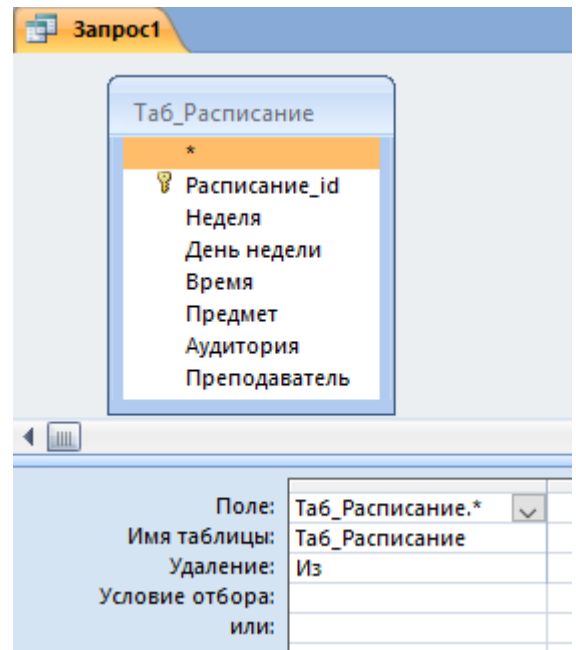 Запрос1
Таб_Расписание
*
Расписание_id
Неделя
День недели
Время
Предмет
Аудитория
Преподаватель
Поле: Таб_Расписание.*
Имя таблицы: Таб_Расписание
Удаление: Из
Условие отбора:
или: